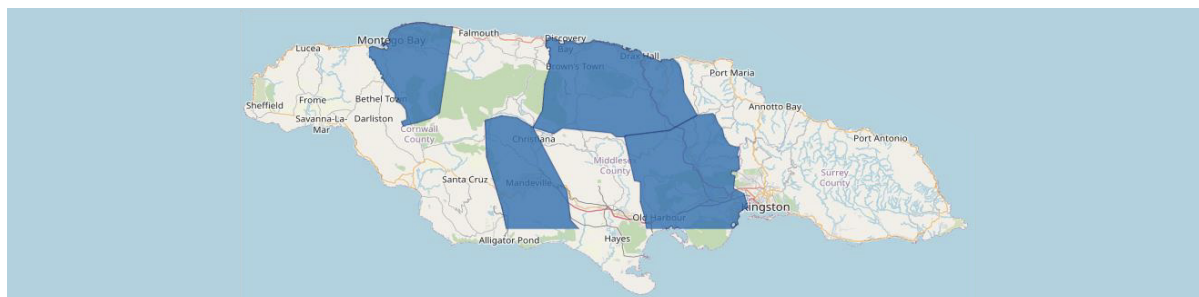 Montego Bay
Falmouth
Discovery
Bay
Lucea
Drax Hall
Brown's Town
Port Maria
Sheffield
Frome
Bethel Town
Annotto Bay
Savanna-La-
Mar
Darliston
Cornwall
County
Christiana
Port Antonio
Middlesex
County
Santa Cruz
Mandeville
Surrey
County
Old Harbour
Kingston
Alligator Pond
Hayes